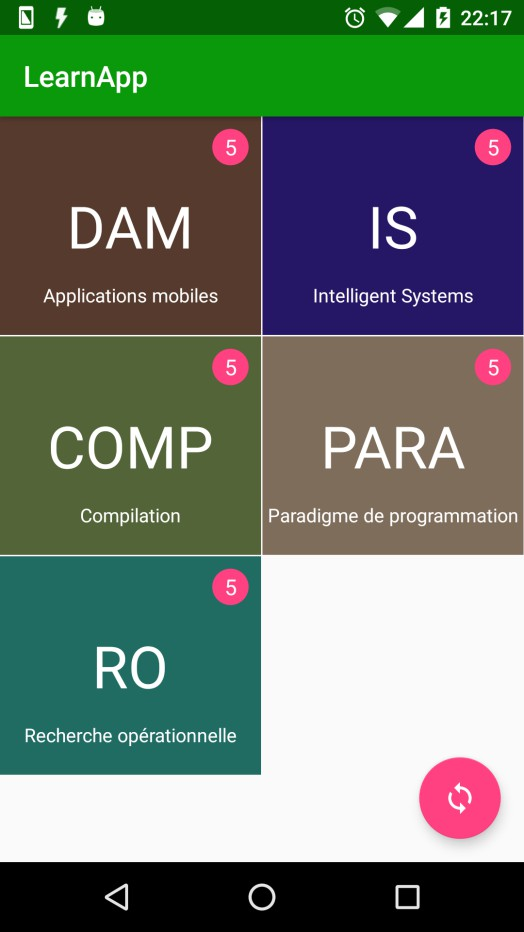 22:17
LearnApp
5
DAM
Applications mobiles
5
IS
Intelligent Systems
5
COMP
Compilation
5
PARA
Paradigme de programmation
5
RO
Recherche opérationnelle